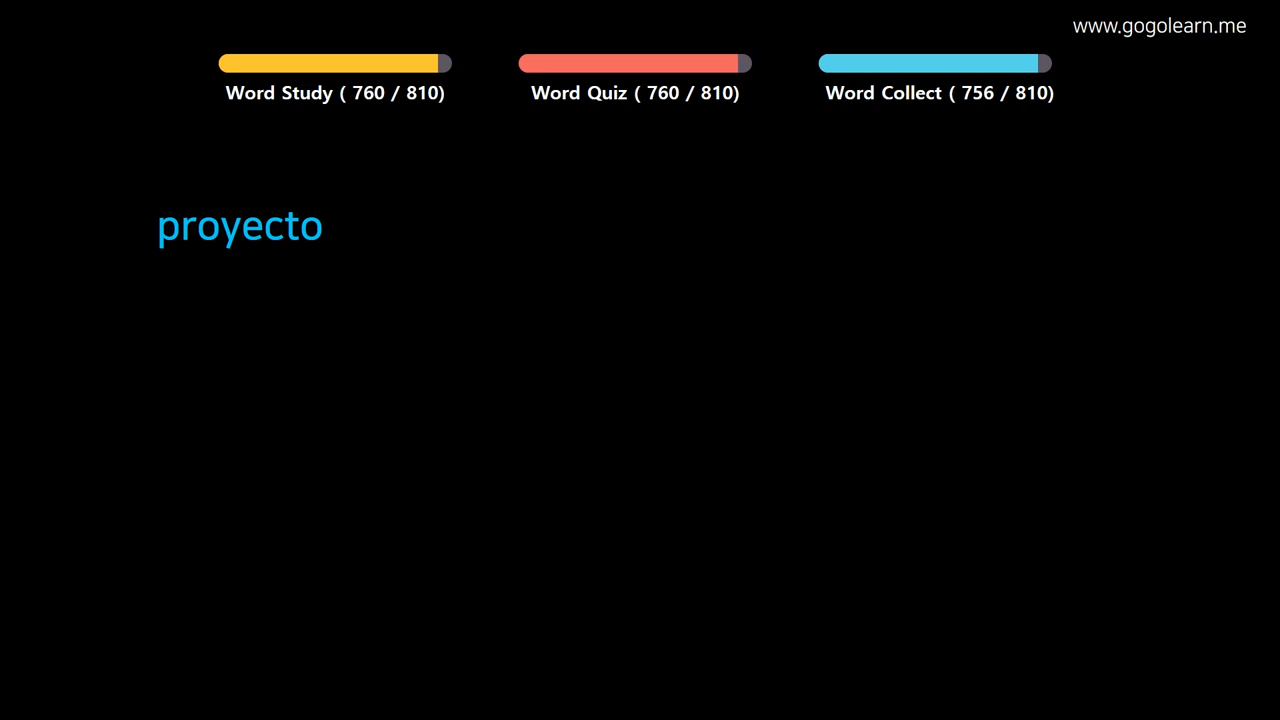 www.gogolearn.me
Word Study ( 760 / 810)
Word Quiz ( 760 / 810)
Word Collect ( 756 / 810)
proyecto